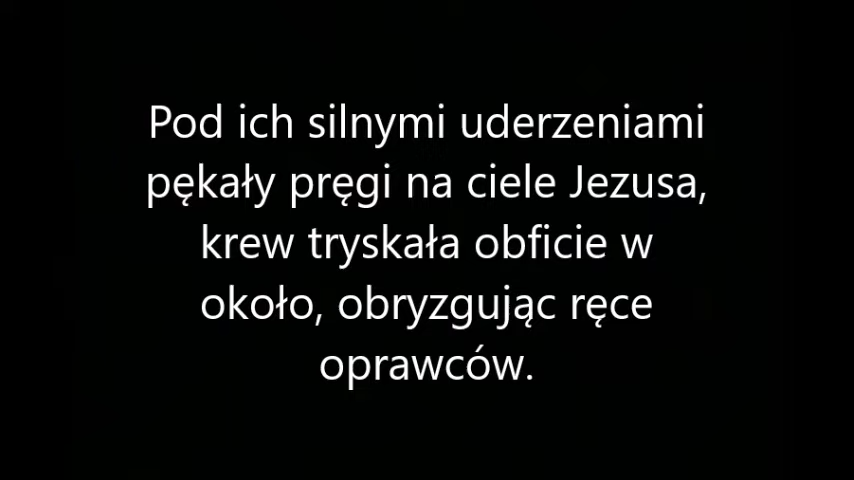 Pod ich silnymi uderzeniami
pękały pręgi na ciele Jezusa,
krew tryskała obficie w
około, obryzgując ręce
oprawców.